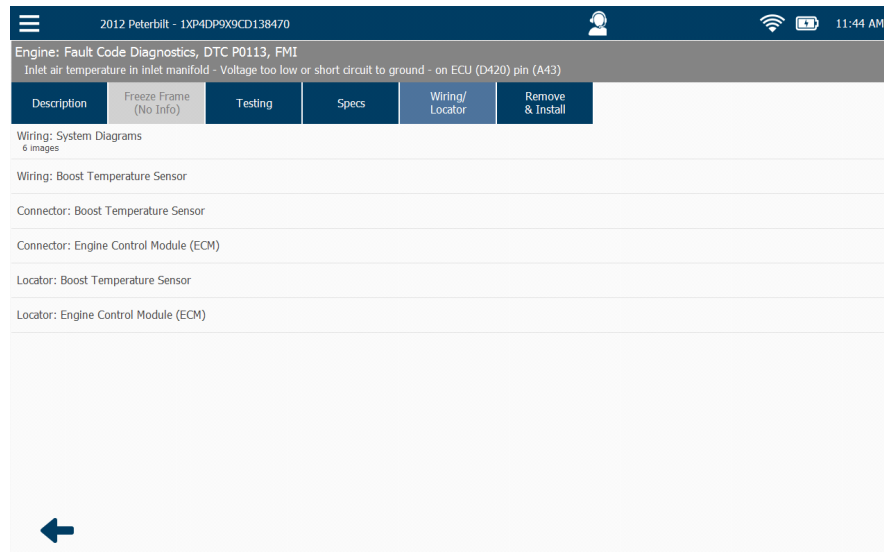 2012 Peterbilt - 1XP4DP9X9CD138470
11:44 AM
Engine: Fault Code Diagnostics, DTC P0113, FMI
Inlet air temperature in inlet manifold - Voltage too low or short circuit to ground - on ECU (D420) pin (A43)
Description
Freeze Frame
(No Info)
Testing
Specs
Wiring/
Locator
Remove
& Install
Wiring: System Diagrams
6 images
Wiring: Boost Temperature Sensor
Connector: Boost Temperature Sensor
Connector: Engine Control Module (ECM)
Locator: Boost Temperature Sensor
Locator: Engine Control Module (ECM)